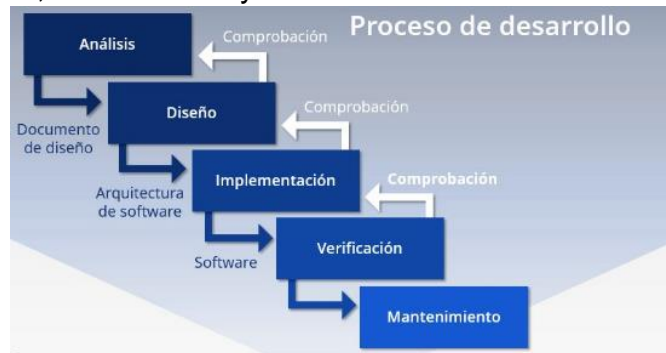 Proceso de desarrollo
Análisis
Comprobación
Documento
de diseño
Diseño
Comprobación
Arquitectura
de software
Implementación
Comprobación
Software
Verificación
Mantenimiento